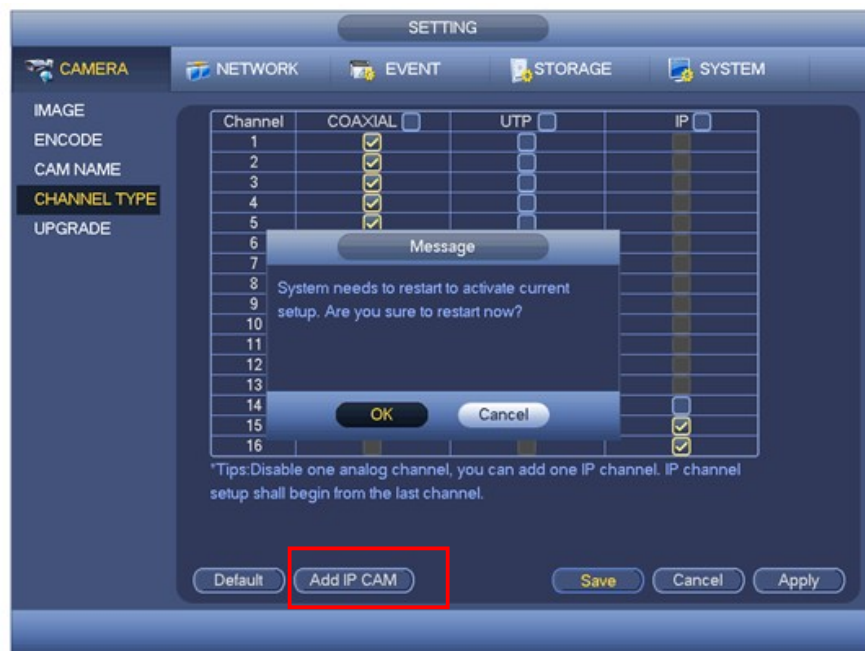 SETTING
CAMERA NETWORK EVENT STORAGE SYSTEM
IMAGE
ENCODE
CAM NAME
CHANNEL TYPE
UPGRADE
Channel COAXIAL UTP IP
1
2
3
4
5
6
7
8
9
10
11
12
13
14
15
16
Message
System needs to restart to activate current
setup. Are you sure to restart now?
OK Cancel
*Tips:Disable one analog channel, you can add one IP channel. IP channel
setup shall begin from the last channel.
Default Add IP CAM Save Cancel Apply